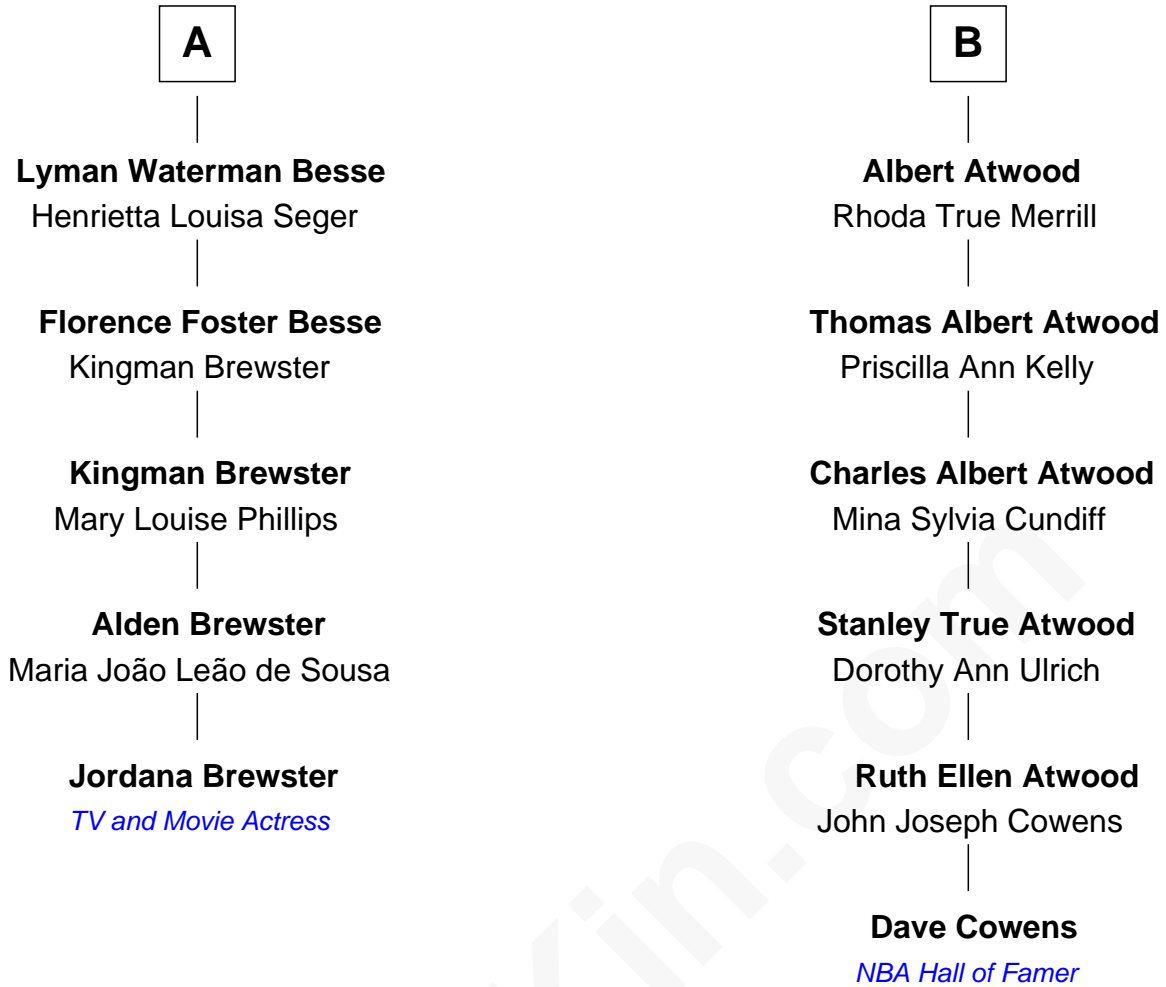 A
Lyman Waterman Besse
Henrietta Louisa Seger
Florence Foster Besse
Kingman Brewster
Kingman Brewster
Mary Louise Phillips
Alden Brewster
Maria João Leão de Sousa
Jordana Brewster
TV and Movie Actress
B
Albert Atwood
Rhoda True Merrill
Thomas Albert Atwood
Priscilla Ann Kelly
Charles Albert Atwood
Mina Sylvia Cundiff
Stanley True Atwood
Dorothy Ann Ulrich
Ruth Ellen Atwood
John Joseph Cowens
Dave Cowens
NBA Hall of Famer